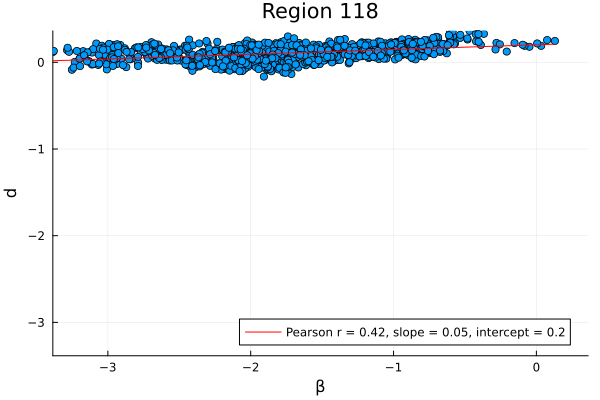 Region 118
0
−1
−2
−3
d
Pearson r = 0.42, slope = 0.05, intercept = 0.2
−3
−2
−1
0
β